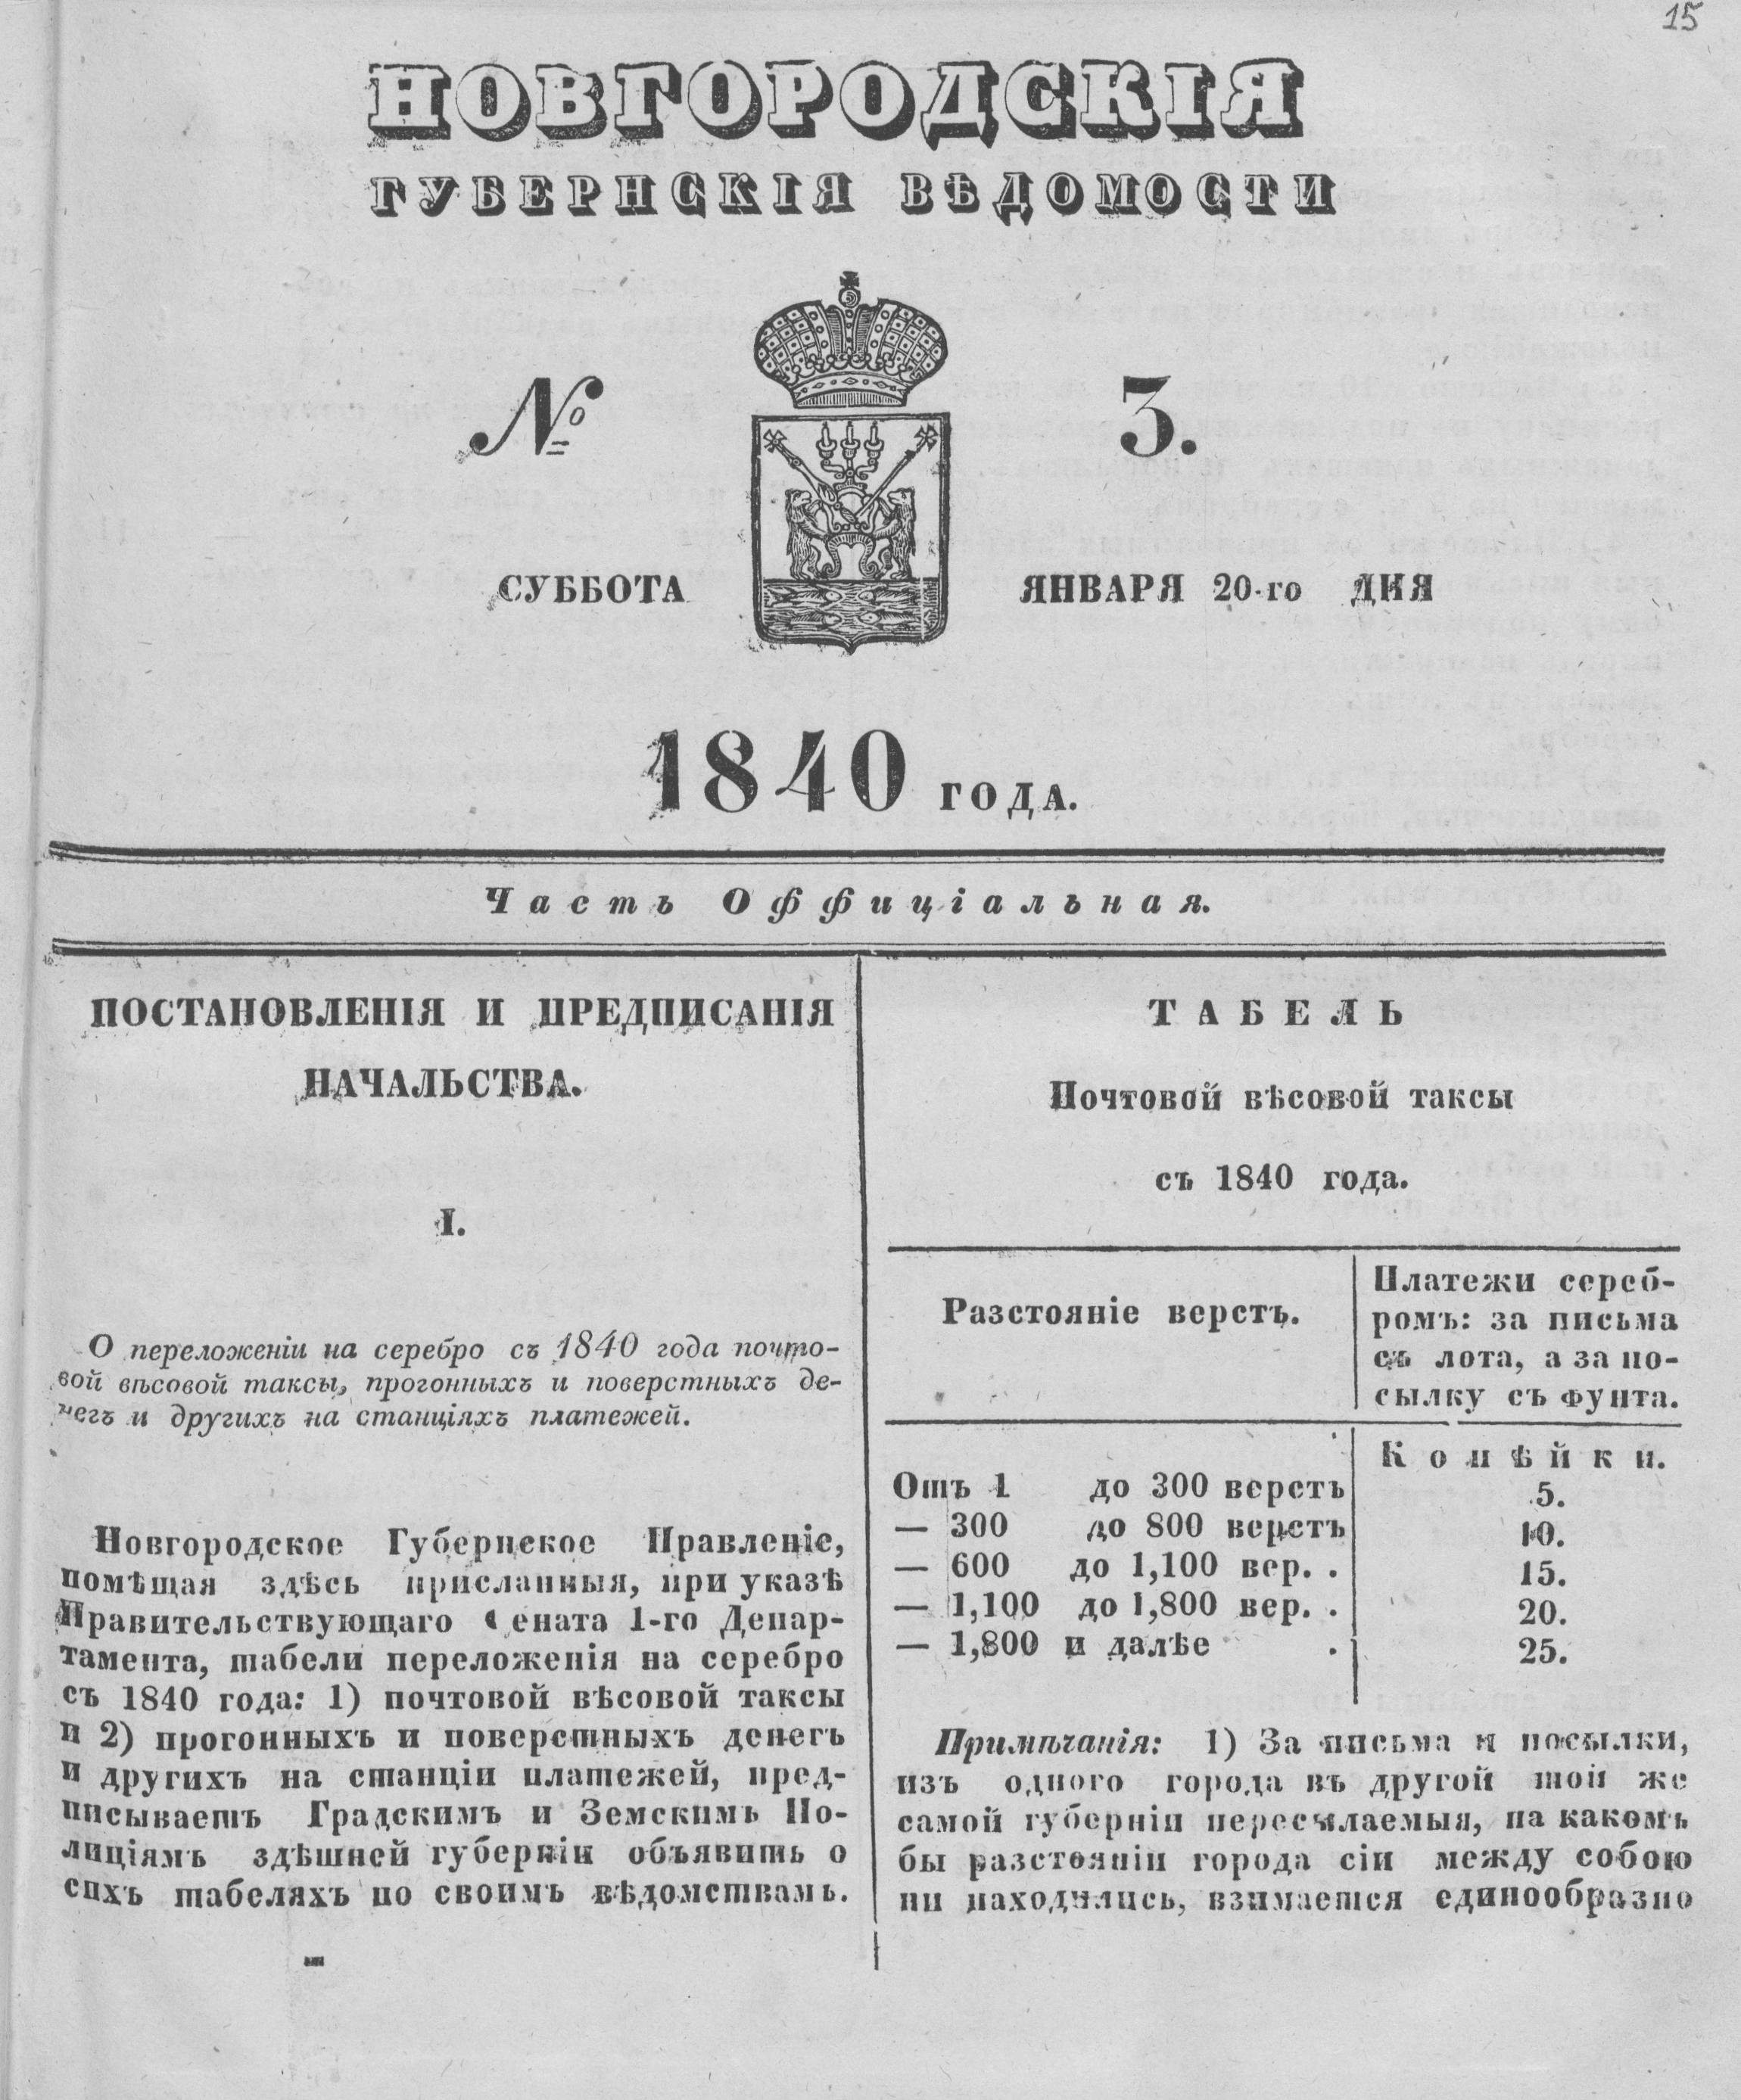 15
НОВГОРОДСКІЯ
ГУБЕРНСКІЯ ВѢДОМОСТИ
№ 3.
СУББОТА ЯНВАРЯ 20-го ДНЯ
1840 ГОДА.
Часть Оффиціальная.
ПОСТАНОВЛЕНІЯ И ПРЕДПИСАНІЯ
НАЧАЛЬСТВА.
I.
О переложеніи на серебро съ 1840 года почто-
вой вѣсовой таксы, прогонныхъ и поверстныхъ де-
негъ и другихъ на станціяхъ платежей.
Новгородское Губернское Правленіе,
помѣщая здѣсь присланныя, при указѣ
Правительствующаго Сената 1-го Депар-
тамента, табели переложенія на серебро
съ 1840 года: 1) почтовой вѣсовой таксы
и 2) прогонныхъ и поверстныхъ денегъ
и другихъ на станціи платежей, пред-
писываетъ Градскимъ и Земскимъ По-
лиціямъ здѣшней губерніи объявить о
сихъ табеляхъ по своимъ вѣдомствамъ.
ТАБЕЛЬ
Почтовой вѣсовой таксы
съ 1840 года.
Разстояніе верстъ.
Платежи сереб-
ромъ: за письма
съ лота, а за по-
сылку съ фунта.
Копѣйки.
Отъ 1 до 300 верстъ 5.
— 300 до 800 верстъ 10.
— 600 до 1,100 вер. . 15.
— 1,100 до 1,800 вер. . 20.
— 1,800 и далѣе . 25.
Примѣчанія: 1) За письма и посылки,
изъ одного города въ другой той же
самой губерніи пересылаемыя, на какомъ
бы разстояніи города сіи между собою
ни находились, взимается единообразно